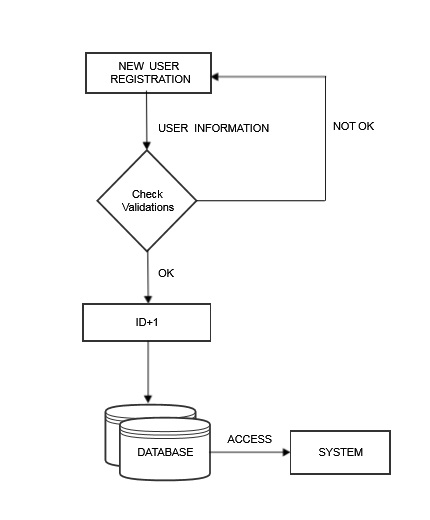 NEW USER
REGISTRATION
USER INFORMATION
NOT OK
Check
Validations
OK
ID+1
DATABASE
ACCESS
SYSTEM